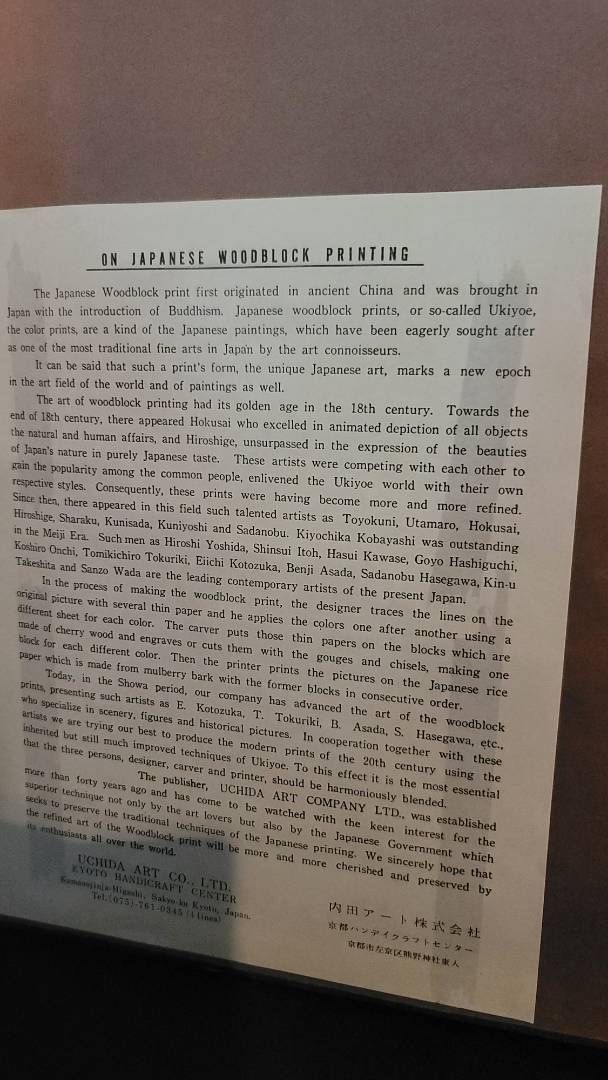 ON JAPANESE WOODBLOCK PRINTING
The Japanese Woodblock print first originated in ancient China and was brought in
Japan with the introduction of Buddhism. Japanese woodblock prints, or so-called Ukiyoe,
the color prints, are a kind of the Japanese paintings, which have been eagerly sought after
as one of the most traditional fine arts in Japan by the art connoisseurs.
It can be said that such a print's form, the unique Japanese art, marks a new epoch
in the art field of the world and of paintings as well.
The art of woodblock printing had its golden age in the 18th century. Towards the
end of 18th century, there appeared Hokusai who excelled in animated depiction of all objects
the natural and human affairs, and Hiroshige, unsurpassed in the expression of the beauties
of Japan's nature in purely Japanese taste. These artists were competing with each other to
gain the popularity among the common people, enlivened the Ukiyoe world with their own
respective styles. Consequently, these prints were having become more and more refined.
Since then, there appeared in this field such talented artists as Toyokuni, Utamaro, Hokusai,
Hiroshige, Sharaku, Kunisada, Kuniyoshi and Sadanobu. Kiyochika Kobayashi was outstanding
in the Meiji Era. Such men as Hiroshi Yoshida, Shinsui Itoh, Hasui Kawase, Goyo Hashiguchi,
Koshiro Onchi, Tomikichiro Tokuriki, Eiichi Kotozuka, Benji Asada, Sadanobu Hasegawa, Kin-u
Takeshita and Sanzo Wada are the leading contemporary artists of the present Japan.
In the process of making the woodblock print, the designer traces the lines on the
original picture with several thin paper and he applies the colors one after another using a
different sheet for each color. The carver puts those thin papers on the blocks which are
made of cherry wood and engraves or cuts them with the gouges and chisels, making one
block for each different color. Then the printer prints the pictures on the Japanese rice
paper which is made from mulberry bark with the former blocks in consecutive order.
Today, in the Showa period, our company has advanced the art of the woodblock
prints, presenting such artists as E. Kotozuka, T. Tokuriki, B. Asada, S. Hasegawa, etc.,
who specialize in scenery, figures and historical pictures. In cooperation together with these
artists we are trying our best to produce the modern prints of the 20th century using the
inherited but still much improved techniques of Ukiyoe. To this effect it is the most essential
that the three persons, designer, carver and printer, should be harmoniously blended.
The publisher, UCHIDA ART COMPANY LTD., was established
more than forty years ago and has come to be watched with the keen interest for the
superior technique not only by the art lovers but also by the Japanese Government which
seeks to preserve the traditional techniques of the Japanese printing. We sincerely hope that
the refined art of the Woodblock print will be more and more cherished and preserved by
its enthusiasts all over the world.
UCHIDA ART CO., LTD.
KYOTO HANDICRAFT CENTER
Kumanojinja-Higashi, Sakyo-ku Kyoto, Japan.
Tel.(075)-761-0345 (4 lines)
内田アート株式会社
京都ハンデイクラフトセンター
京都市左京区熊野神社東入